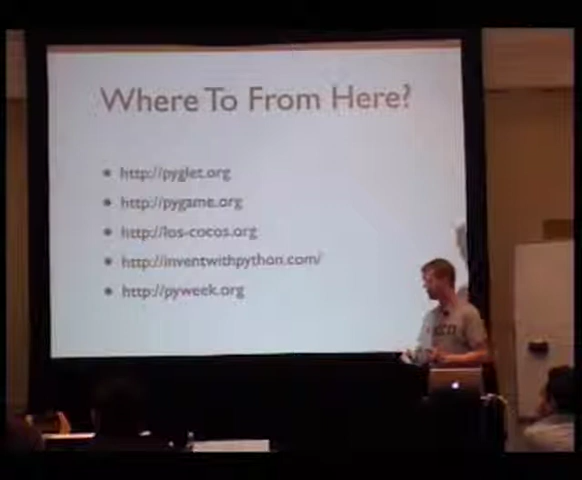 Where To From Here?
http://pyglet.org
http://pygame.org
http://los-cocos.org
http://inventwithpython.com/
http://pyweek.org